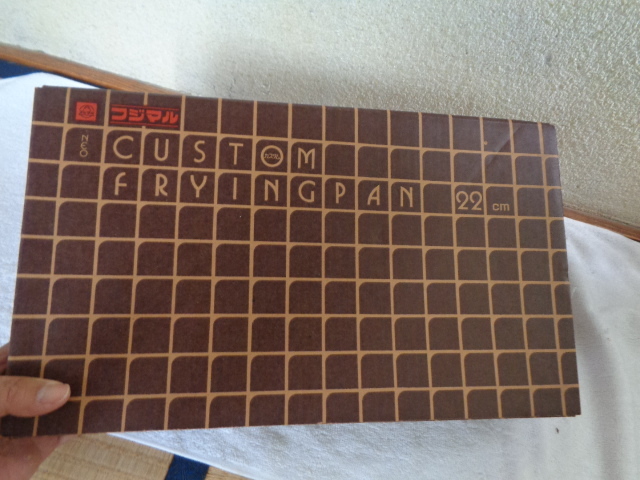 フジマル
NEO CUSTOM
FRYINGPAN 22 cm